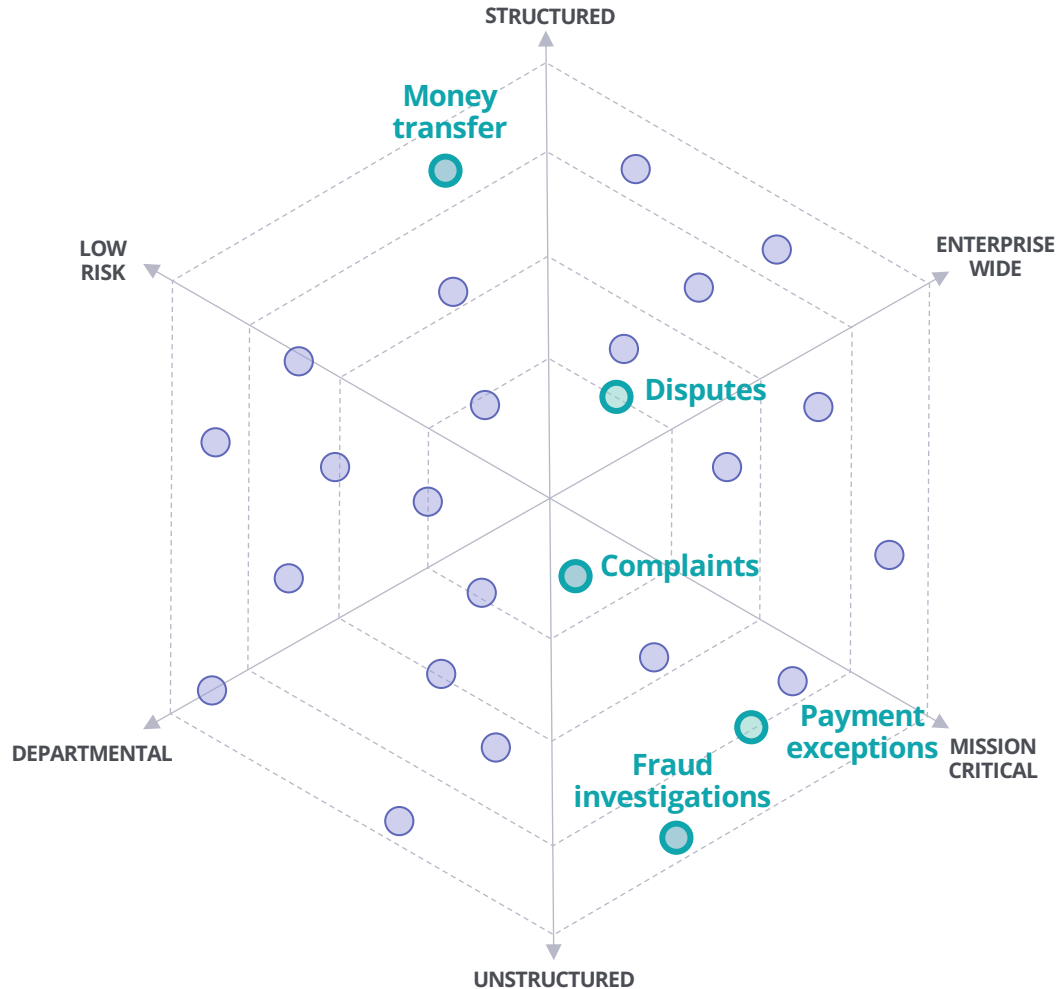 STRUCTURED
Money
transfer
LOW
RISK
ENTERPRISE
WIDE
Disputes
Complaints
Payment
exceptions
Fraud
investigations
DEPARTMENTAL
MISSION
CRITICAL
UNSTRUCTURED